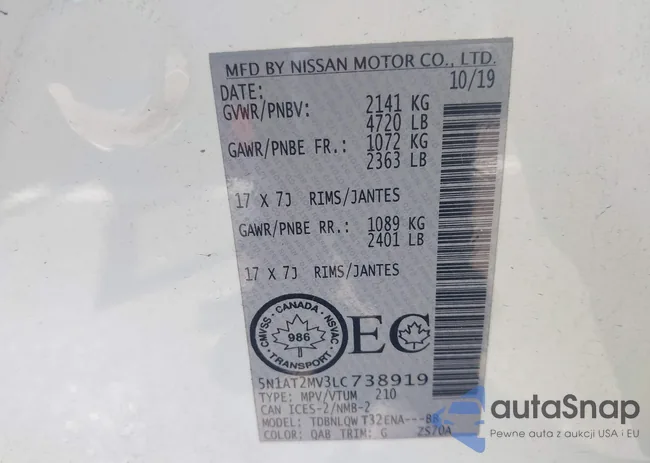 MFD BY NISSAN MOTOR CO., LTD.
DATE: 10/19
GVWR/PNBV: 2141 KG
4720 LB
GAWR/PNBE FR.: 1072 KG
2363 LB
17 X 7J RIMS/JANTES
GAWR/PNBE RR.: 1089 KG
2401 LB
17 X 7J RIMS/JANTES
CMVSS · CANADA · NSVAC
986
TRANSPORT
EC
5N1AT2MV3LC738919
TYPE: MPV/VTUM 210
CAN ICES-2/NMB-2
MODEL: TDBNLQW T32ENA---BB
COLOR: QAB TRIM: G 2570A
autoSnap
Pewne auta z aukcji USA i EU